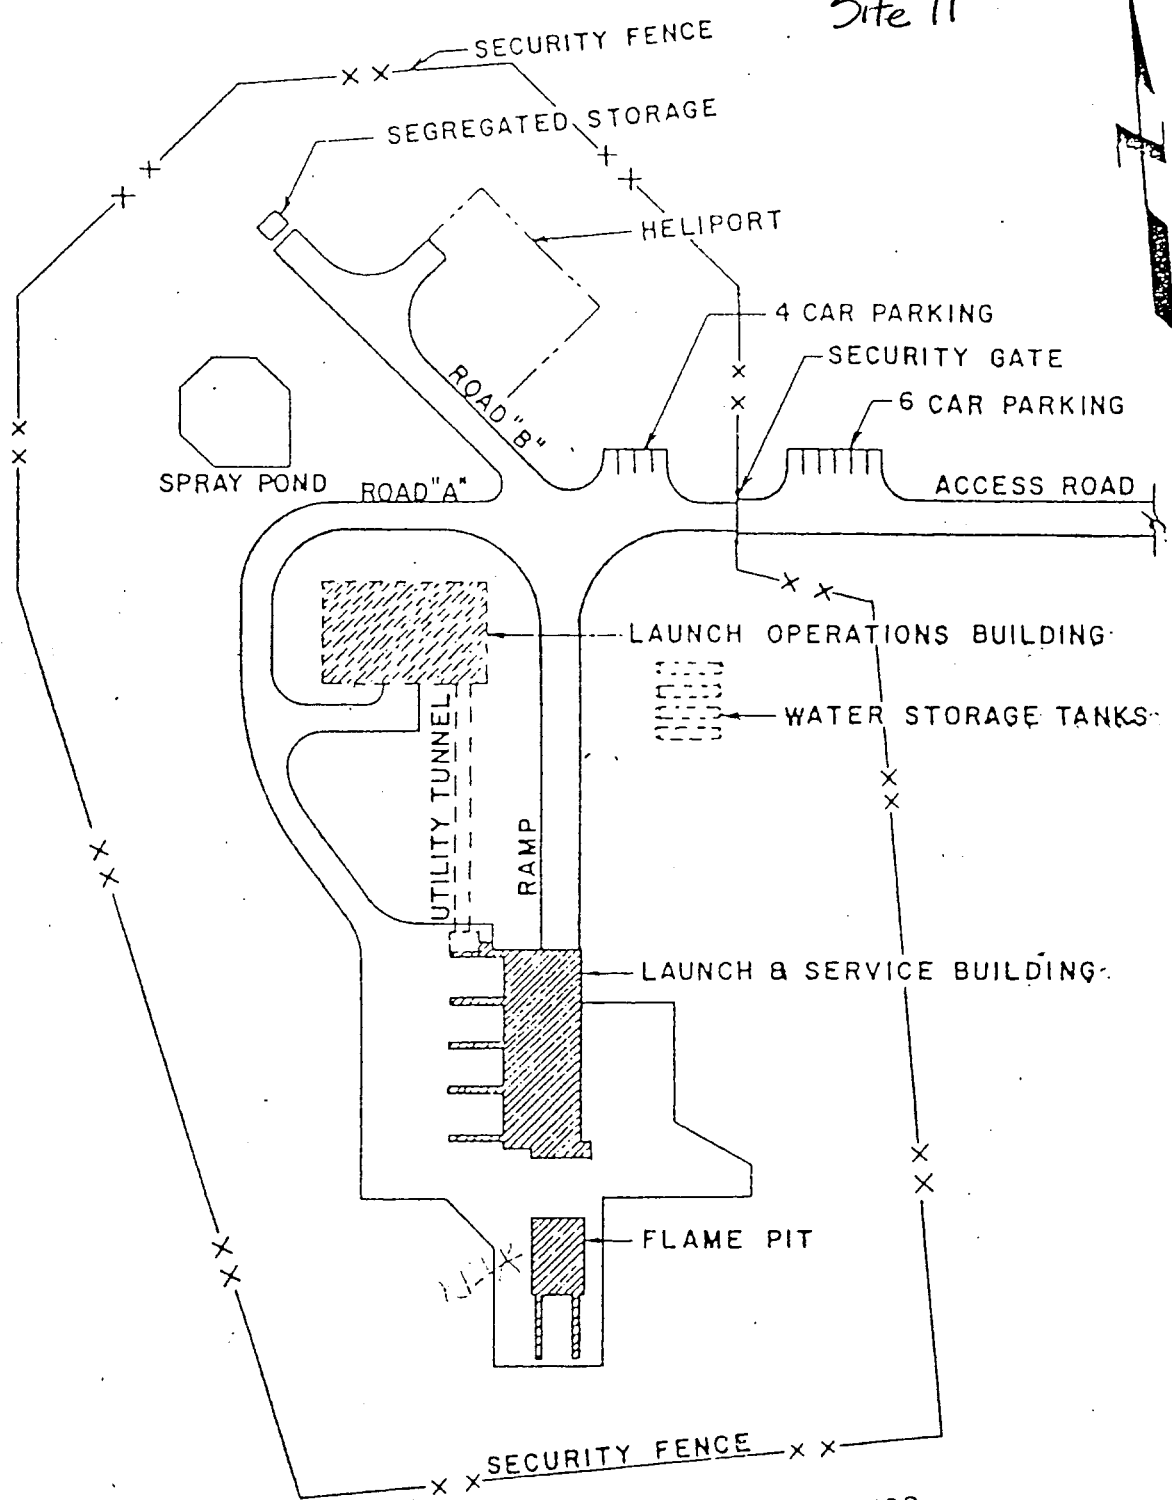 Site 11
SECURITY FENCE
SEGREGATED STORAGE
HELIPORT
4 CAR PARKING
SECURITY GATE
6 CAR PARKING
ROAD "B"
SPRAY POND
ROAD "A"
ACCESS ROAD
LAUNCH OPERATIONS BUILDING
WATER STORAGE TANKS
UTILITY TUNNEL
RAMP
LAUNCH & SERVICE BUILDING
FLAME PIT
SECURITY FENCE